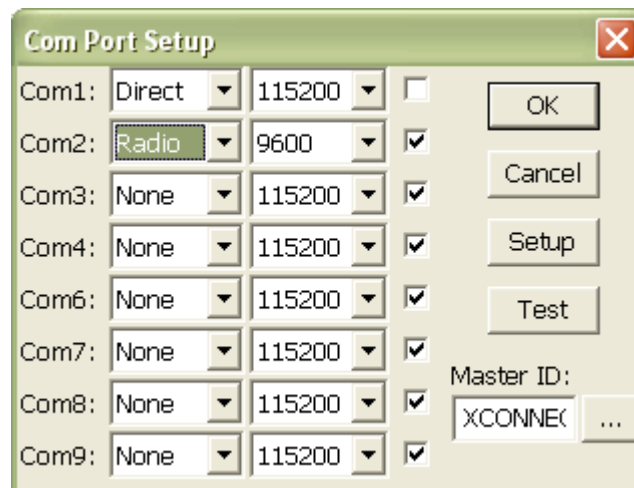 Com Port Setup
Com1: Direct 115200
OK
Com2: Radio 9600
Cancel
Com3: None 115200
Com4: None 115200
Setup
Com6: None 115200
Test
Com7: None 115200
Master ID:
Com8: None 115200
XCONNE( ...
Com9: None 115200